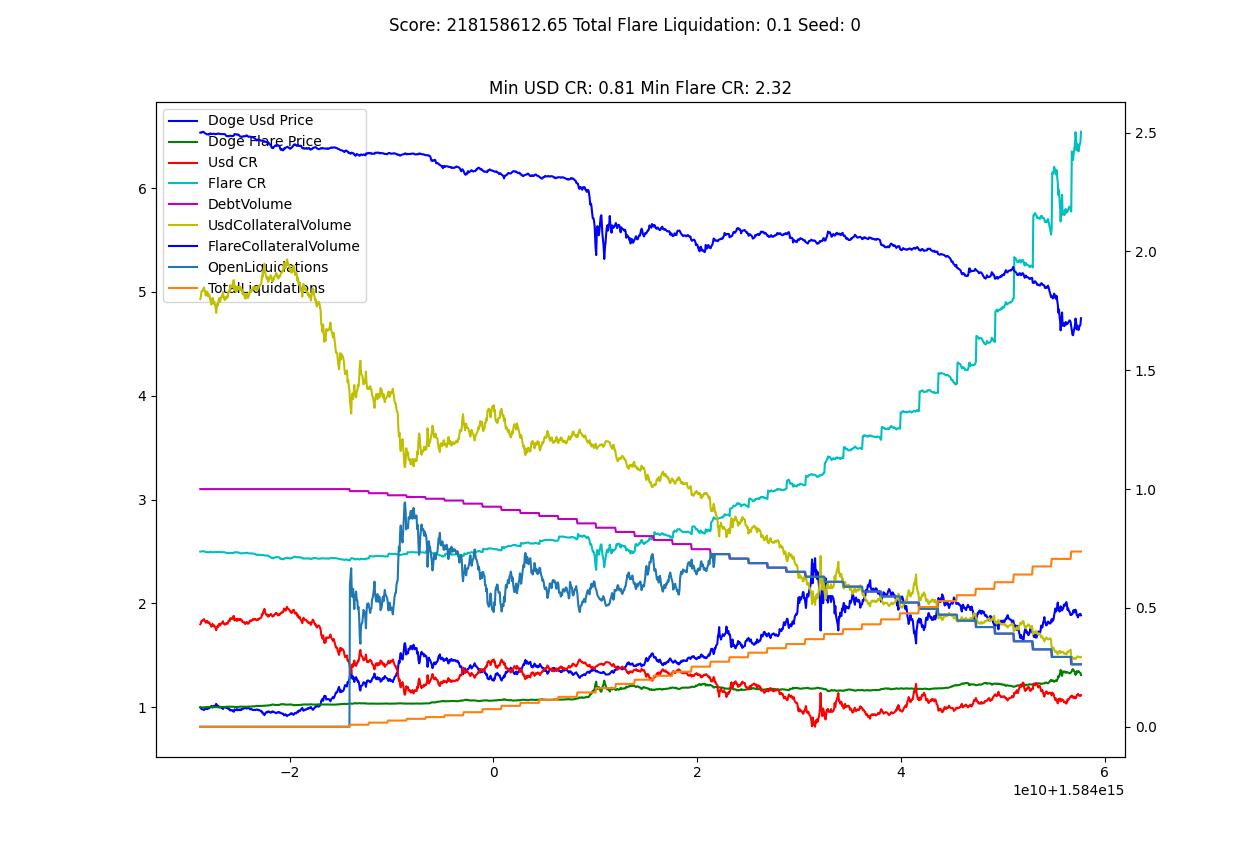 Score: 218158612.65 Total Flare Liquidation: 0.1 Seed: 0
Min USD CR: 0.81 Min Flare CR: 2.32
Doge Usd Price
Doge Flare Price
Usd CR
Flare CR
DebtVolume
UsdCollateralVolume
FlareCollateralVolume
OpenLiquidations
TotalLiquidations
6
5
4
3
2
1
2.5
2.0
1.5
1.0
0.5
0.0
−2
0
2
4
6
1e10+1.584e15